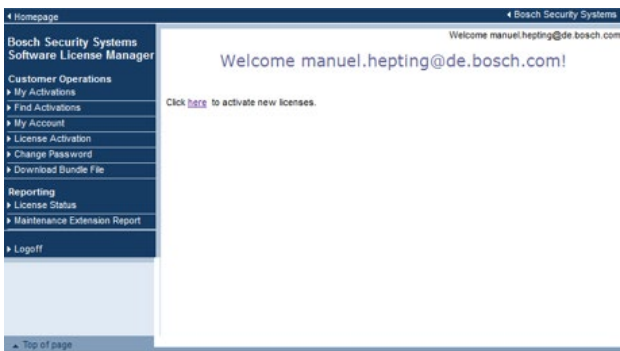 Homepage
Bosch Security Systems
Welcome manuel.hepting@de.bosch.com
Bosch Security Systems
Software License Manager
Customer Operations
My Activations
Find Activations
My Account
License Activation
Change Password
Download Bundle File
Reporting
License Status
Maintenance Extension Report
Logoff
Welcome manuel.hepting@de.bosch.com!
Click here to activate new licenses.
Top of page